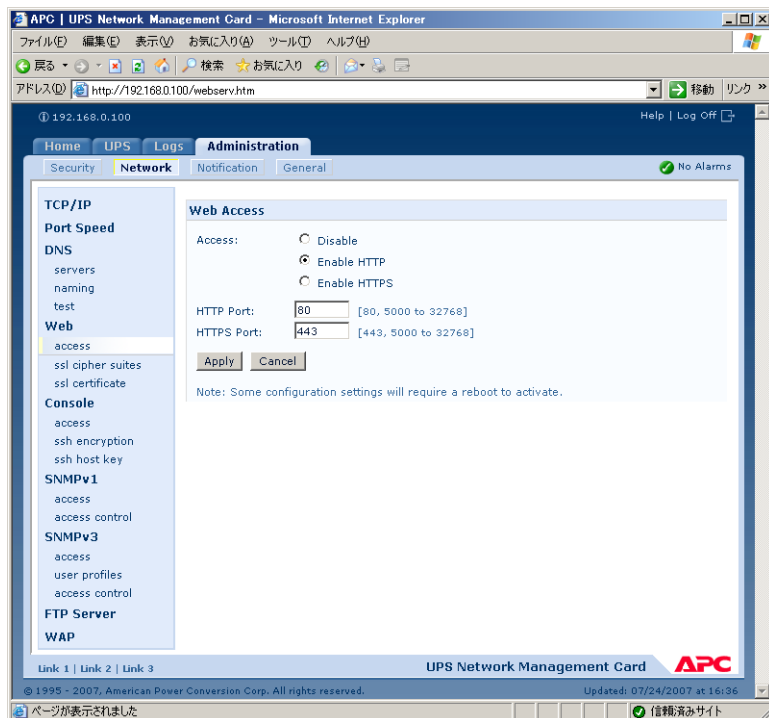 APC | UPS Network Management Card - Microsoft Internet Explorer
ファイル(F) 編集(E) 表示(V) お気に入り(A) ツール(T) ヘルプ(H)
戻る 検索 お気に入り
アドレス(D) http://192.168.0.100/webserv.htm 移動 リンク »
192.168.0.100 Help | Log Off
Home UPS Logs Administration
Security Network Notification General No Alarms
TCP/IP
Port Speed
DNS
servers
naming
test
Web
access
ssl cipher suites
ssl certificate
Console
access
ssh encryption
ssh host key
SNMPv1
access
access control
SNMPv3
access
user profiles
access control
FTP Server
WAP
Web Access
Access: Disable
Enable HTTP
Enable HTTPS
HTTP Port: 80 [80, 5000 to 32768]
HTTPS Port: 443 [443, 5000 to 32768]
Apply Cancel
Note: Some configuration settings will require a reboot to activate.
Link 1 | Link 2 | Link 3 UPS Network Management Card APC
© 1995 - 2007, American Power Conversion Corp. All rights reserved. Updated: 07/24/2007 at 16:36
ページが表示されました 信頼済みサイト